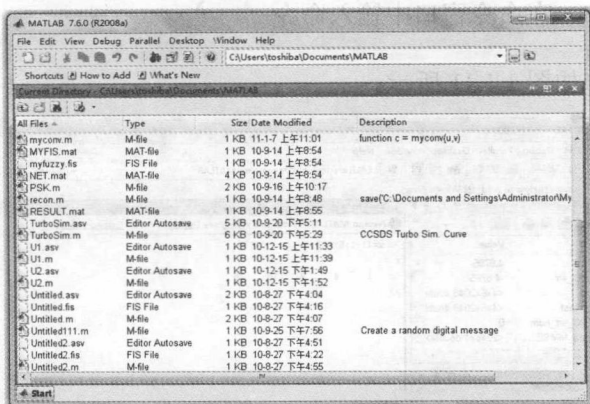 MATLAB 7.6.0 (R2008a)
File Edit View Debug Parallel Desktop Window Help
C:\Users\toshiba\Documents\MATLAB
Shortcuts How to Add What's New
Current Directory - C:\Users\toshiba\Documents\MATLAB
All Files Type Size Date Modified Description
myconv.m M-file 1 KB 11-1-7 上午11:01 function c = myconv(u,v)
MYFIS.mat MAT-file 1 KB 10-9-14 上午8:54
myfuzzy.fis FIS File 1 KB 10-9-14 上午8:54
NET.mat MAT-file 4 KB 10-9-14 上午8:54
PSK.m M-file 2 KB 10-9-16 上午10:17
recon.m M-file 1 KB 10-9-14 上午8:48 save('C:\Documents and Settings\Administrator\My
RESULT.mat MAT-file 1 KB 10-9-14 上午8:55
TurboSim.asv Editor Autosave 5 KB 10-9-20 下午5:11
TurboSim.m M-file 6 KB 10-9-20 下午5:29 CCSDS Turbo Sim. Curve
U1.asv Editor Autosave 1 KB 10-12-15 上午11:33
U1.m M-file 1 KB 10-12-15 上午11:39
U2.asv Editor Autosave 1 KB 10-12-15 下午1:49
U2.m M-file 1 KB 10-12-15 下午1:52
Untitled.asv Editor Autosave 2 KB 10-8-27 下午4:04
Untitled.fis FIS File 1 KB 10-8-27 下午4:16
Untitled.m M-file 2 KB 10-8-27 下午4:07
Untitled111.m M-file 1 KB 10-9-25 下午7:56 Create a random digital message
Untitled2.asv Editor Autosave 1 KB 10-8-27 下午4:51
Untitled2.fis FIS File 1 KB 10-8-27 下午4:22
Untitled2.m M-file 1 KB 10-8-27 下午4:55
Start